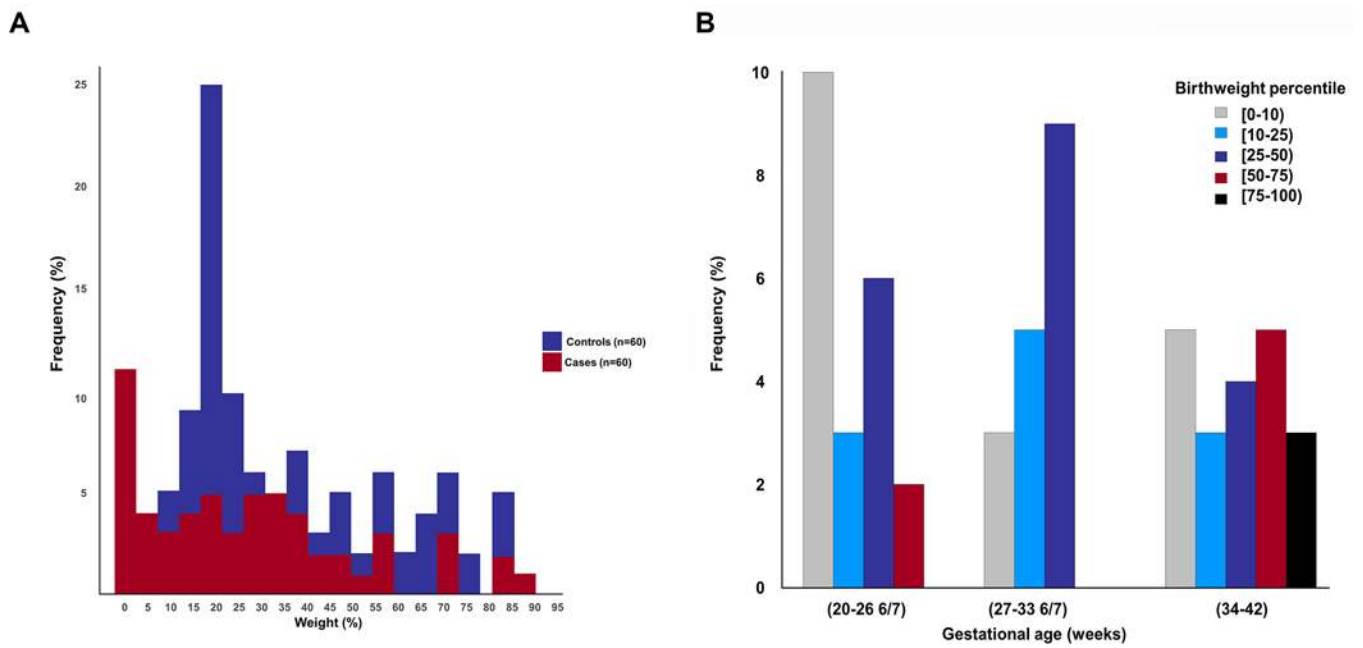 A
25
20
15
10
5
Frequency (%)
Controls (n=60)
Cases (n=60)
0 5 10 15 20 25 30 35 40 45 50 55 60 65 70 75 80 85 90 95
Weight (%)
B
10
8
6
4
2
0
Frequency (%)
Birthweight percentile
[0-10)
[10-25)
[25-50)
[50-75)
[75-100)
(20-26 6/7) (27-33 6/7) (34-42)
Gestational age (weeks)